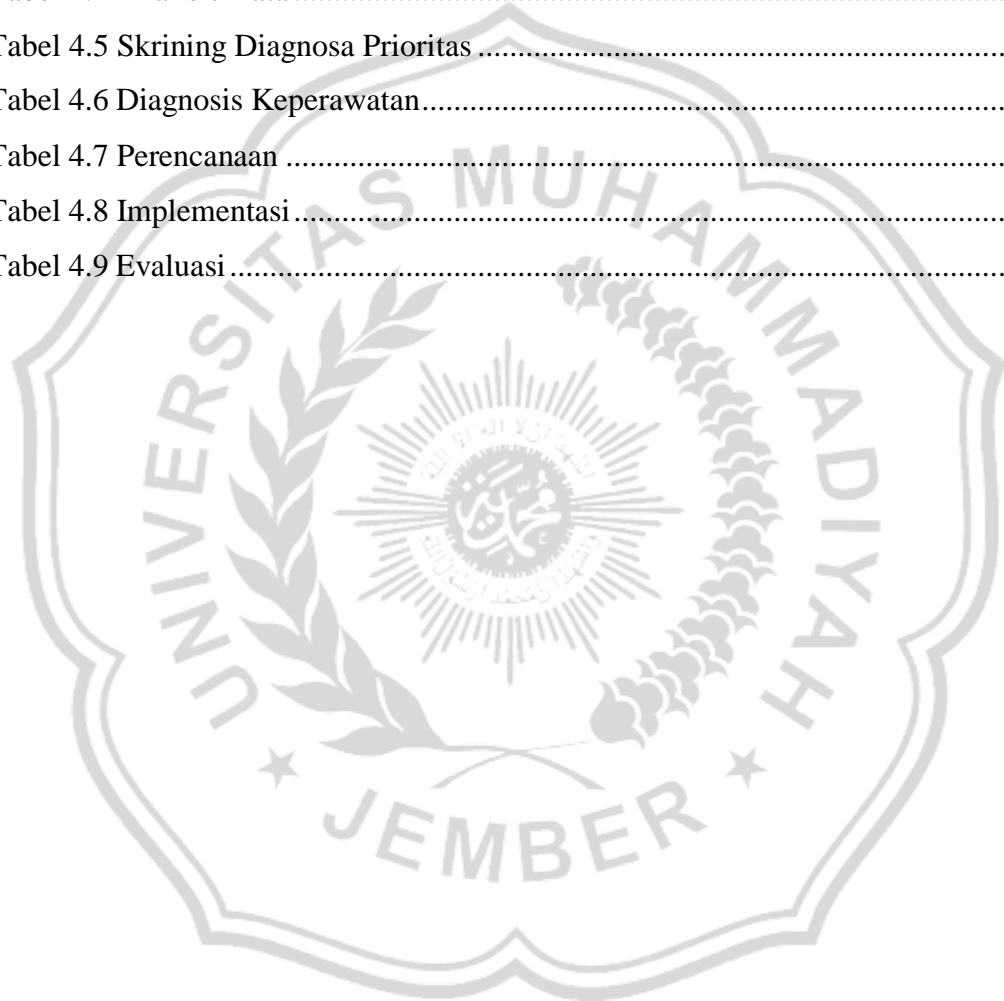 Tabel 4.5 Skrining Diagnosa Prioritas
Tabel 4.6 Diagnosis Keperawatan
Tabel 4.7 Perencanaan
Tabel 4.8 Implementasi
Tabel 4.9 Evaluasi
UNIVERSITAS MUHAMMADIYAH
★ JEMBER ★
محمد